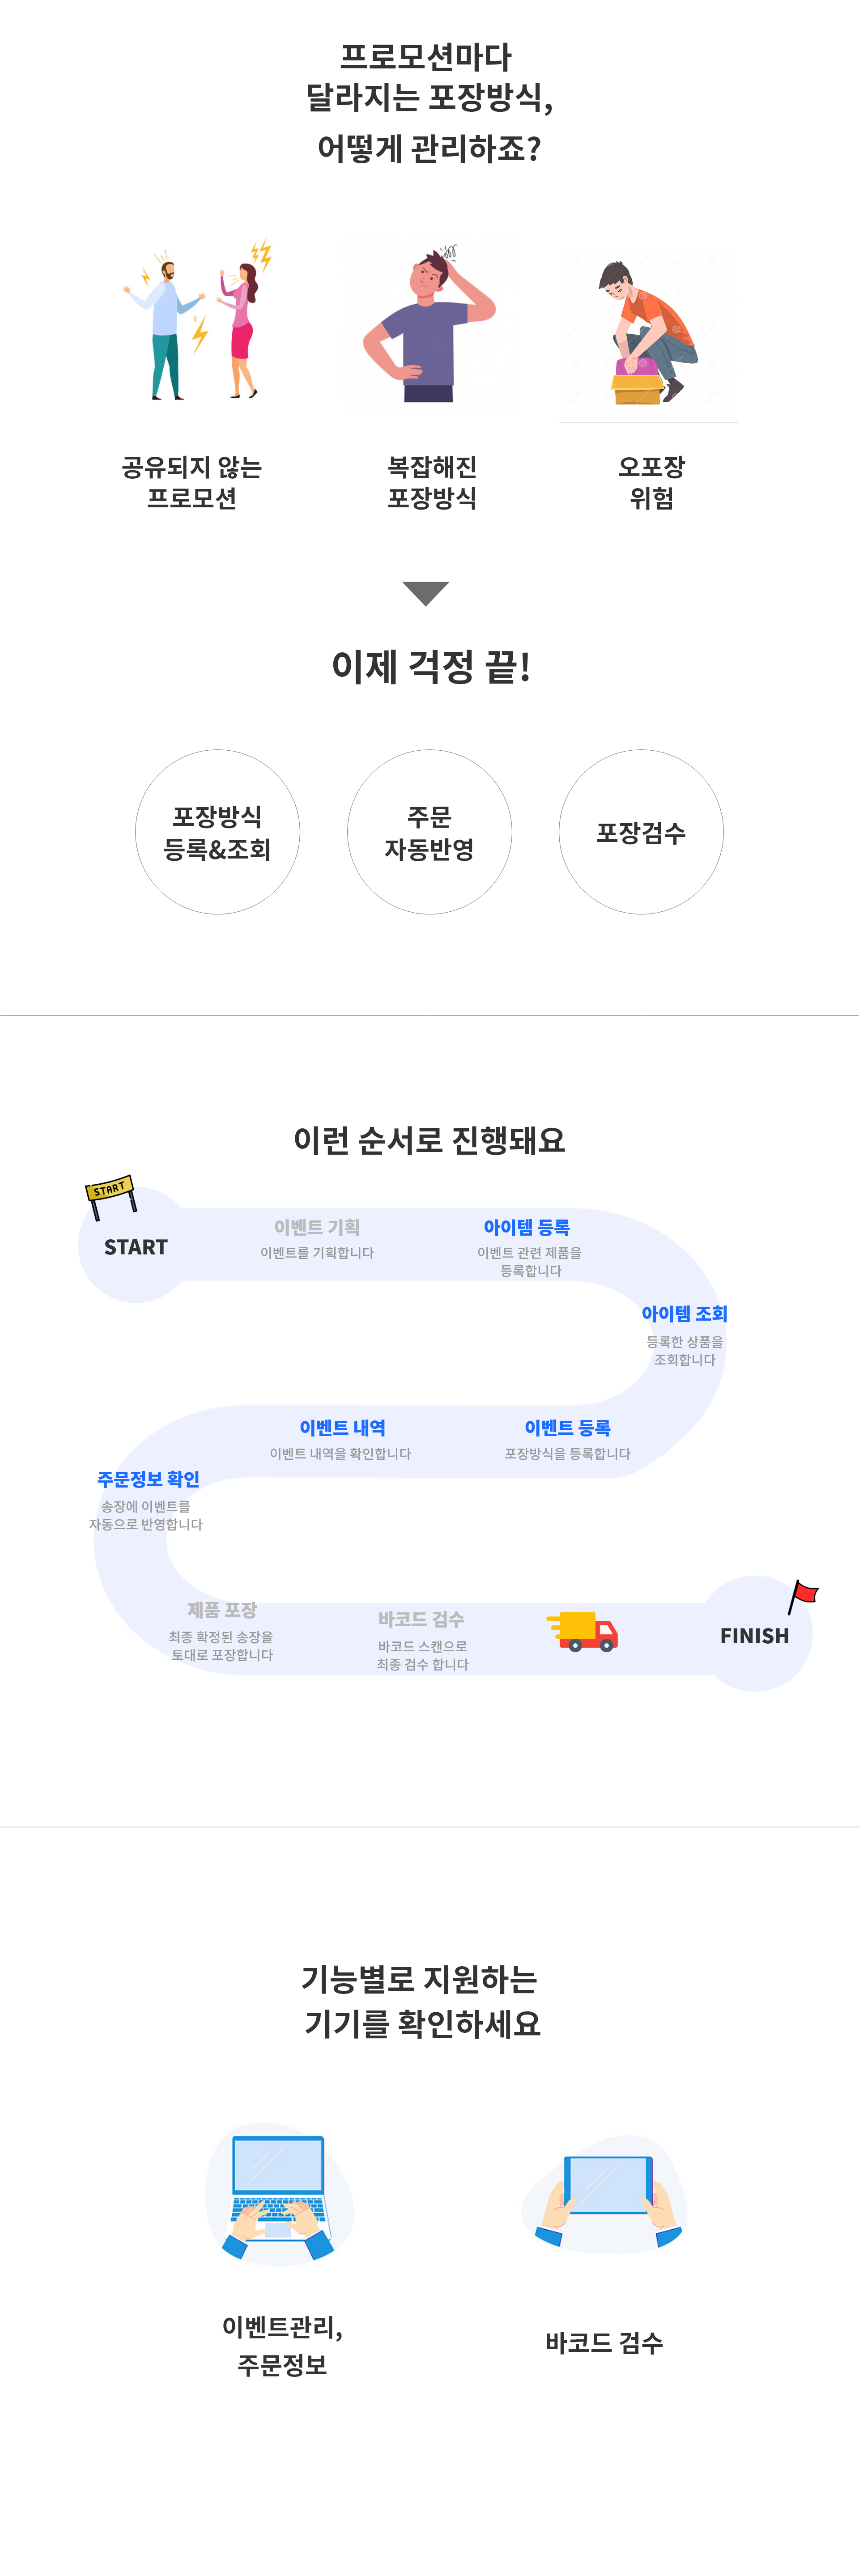 프로모션마다
달라지는 포장방식,
어떻게 관리하죠?
공유되지 않는
프로모션
복잡해진
포장방식
오포장
위험
이제 걱정 끝!
포장방식
등록&조회
주문
자동반영
포장검수
이런 순서로 진행돼요
START
START
이벤트 기획
이벤트를 기획합니다
아이템 등록
이벤트 관련 제품을
등록합니다
아이템 조회
등록한 상품을
조회합니다
이벤트 등록
포장방식을 등록합니다
이벤트 내역
이벤트 내역을 확인합니다
주문정보 확인
송장에 이벤트를
자동으로 반영합니다
제품 포장
최종 확정된 송장을
토대로 포장합니다
바코드 검수
바코드 스캔으로
최종 검수 합니다
FINISH
기능별로 지원하는
기기를 확인하세요
이벤트관리,
주문정보
바코드 검수